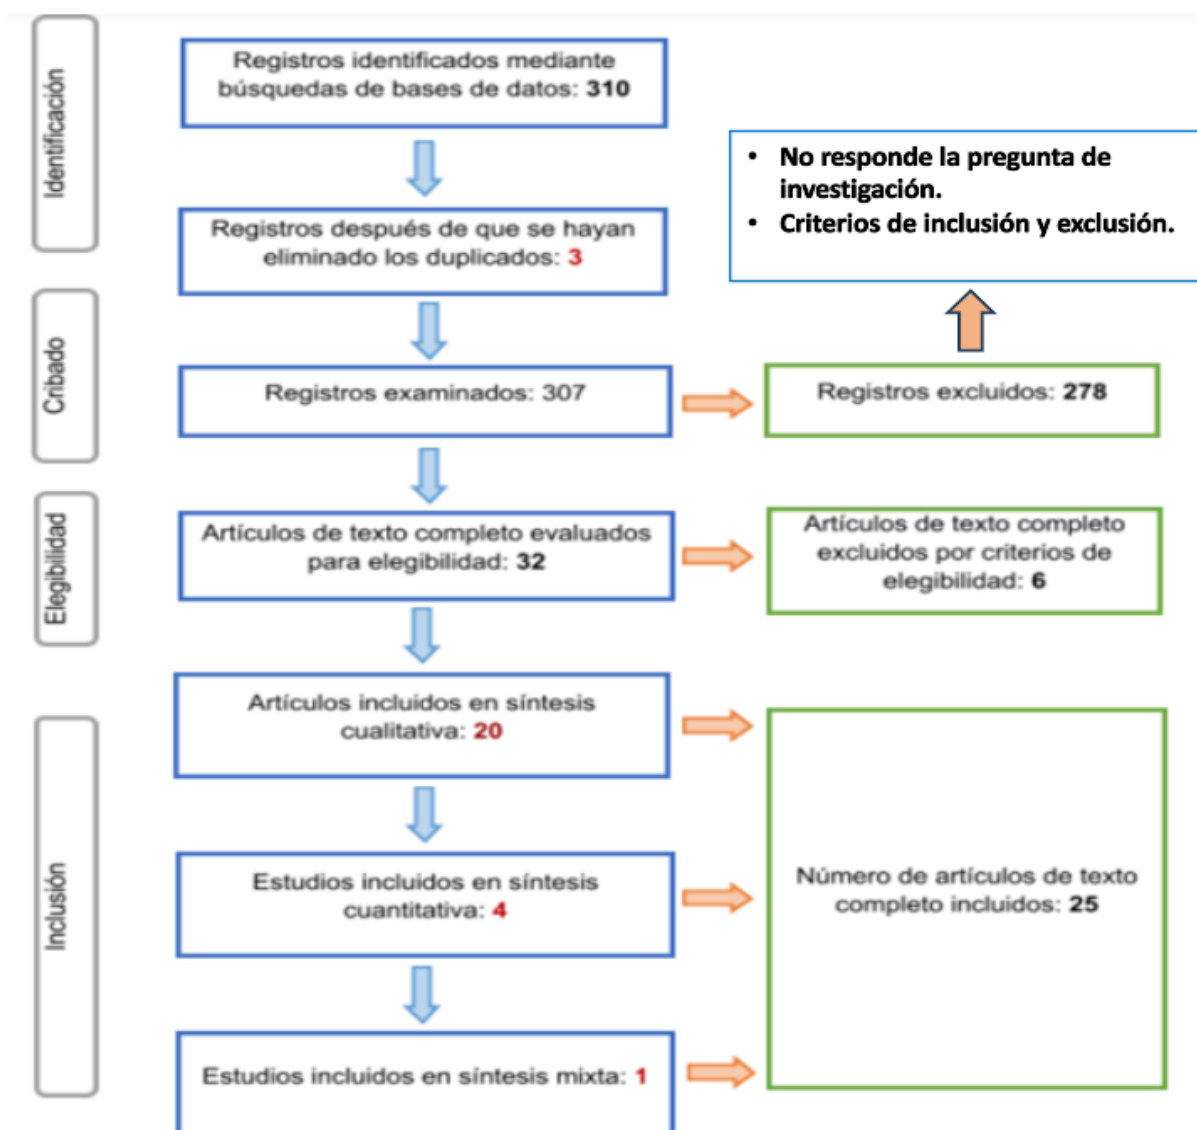 Identificación
Registros identificados mediante
búsquedas de bases de datos: 310
Registros después de que se hayan
eliminado los duplicados: 3
• No responde la pregunta de
investigación.
• Criterios de inclusión y exclusión.
Cribado
Registros examinados: 307
Registros excluidos: 278
Elegibilidad
Artículos de texto completo evaluados
para elegibilidad: 32
Artículos de texto completo
excluidos por criterios de
elegibilidad: 6
Inclusión
Artículos incluidos en síntesis
cualitativa: 20
Estudios incluidos en síntesis
cuantitativa: 4
Estudios incluidos en síntesis mixta: 1
Número de artículos de texto
completo incluidos: 25